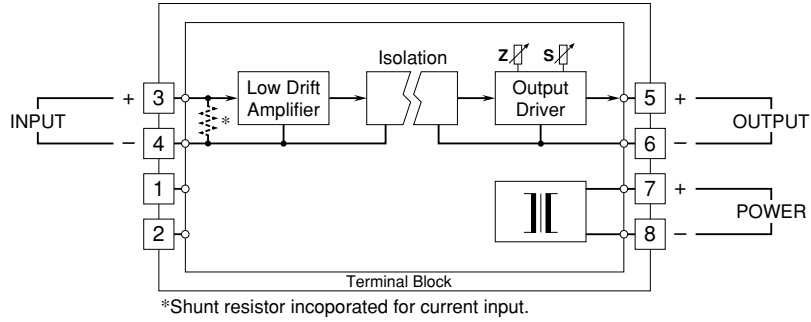 Isolation
Z S
+ 3 Low Drift Amplifier Output Driver 5 +
INPUT * OUTPUT
− 4 6 −
1 7 +
POWER
2 8 −
Terminal Block
*Shunt resistor incoporated for current input.